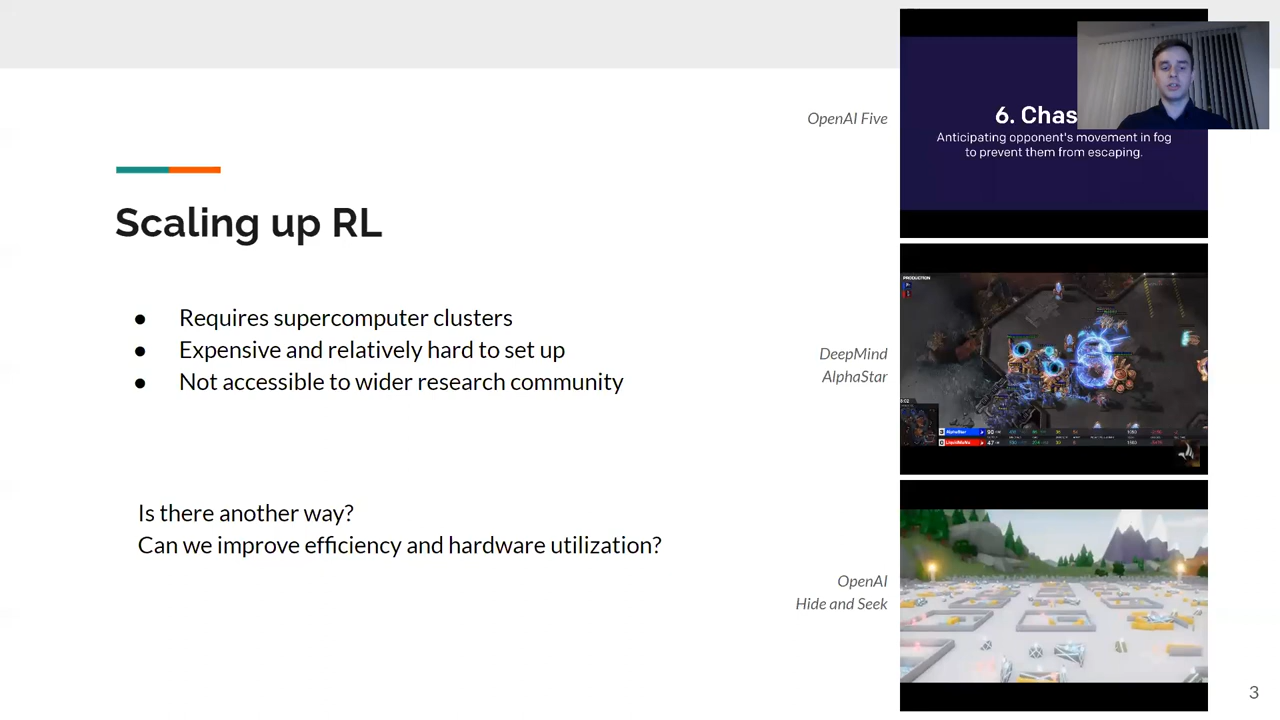 OpenAI Five
6. Chas
Anticipating opponent's movement in fog
to prevent them from escaping.
Scaling up RL
● Requires supercomputer clusters
● Expensive and relatively hard to set up
● Not accessible to wider research community
DeepMind
AlphaStar
PRODUCTION
Is there another way?
Can we improve efficiency and hardware utilization?
OpenAI
Hide and Seek
3